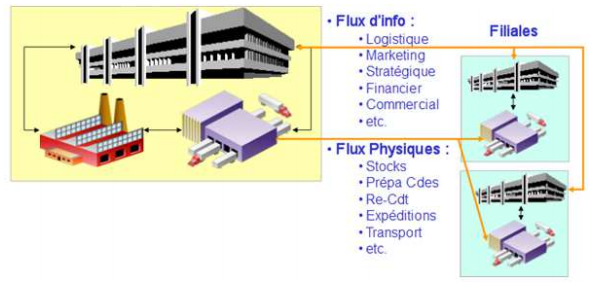 • Flux d'info :
• Logistique
• Marketing
• Stratégique
• Financier
• Commercial
• etc.
• Flux Physiques :
• Stocks
• Prépa Cdes
• Re-Cdt
• Expéditions
• Transport
• etc.
Filiales